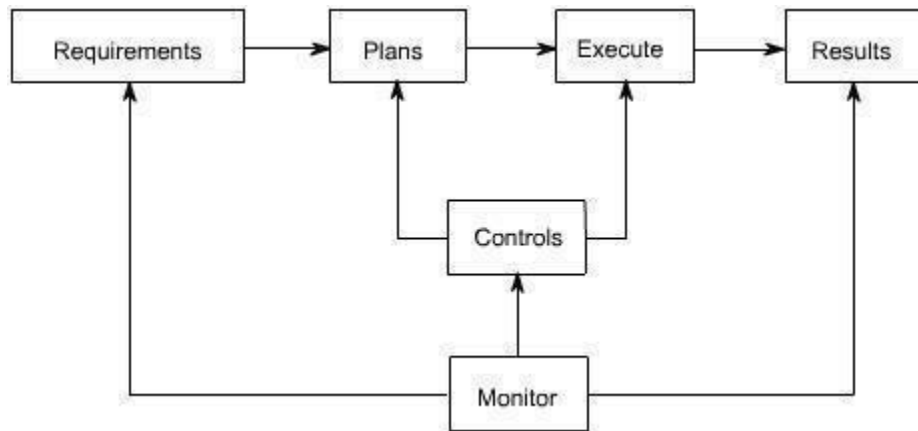 Requirements
Plans
Execute
Results
Controls
Monitor